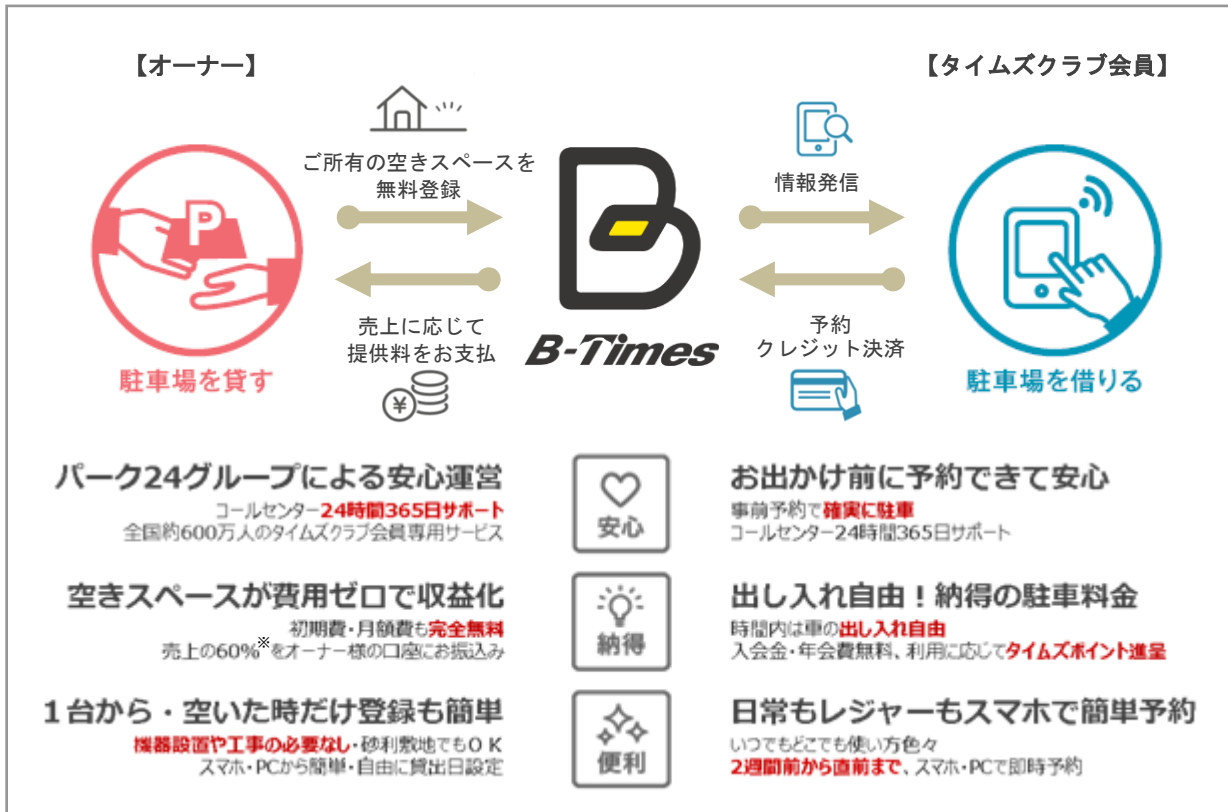 【オーナー】
【タイムズクラブ会員】
ご所有の空きスペースを
無料登録
情報発信
P
売上に応じて
提供料をお支払
¥
B-Times
予約
クレジット決済
駐車場を貸す
駐車場を借りる
パーク24グループによる安心運営
コールセンター24時間365日サポート
全国約600万人のタイムズクラブ会員専用サービス
安心
お出かけ前に予約できて安心
事前予約で確実に駐車
コールセンター24時間365日サポート
空きスペースが費用ゼロで収益化
初期費・月額費も完全無料
売上の60%※をオーナー様の口座にお振込み
納得
出し入れ自由!納得の駐車料金
時間内は車の出し入れ自由
入会金・年会費無料、利用に応じてタイムズポイント進呈
1台から・空いた時だけ登録も簡単
機器設置や工事の必要なし・砂利敷地でもOK
スマホ・PCから簡単・自由に貸出日設定
便利
日常もレジャーもスマホで簡単予約
いつでもどこでも使い方色々
2週間前から直前まで、スマホ・PCで即時予約